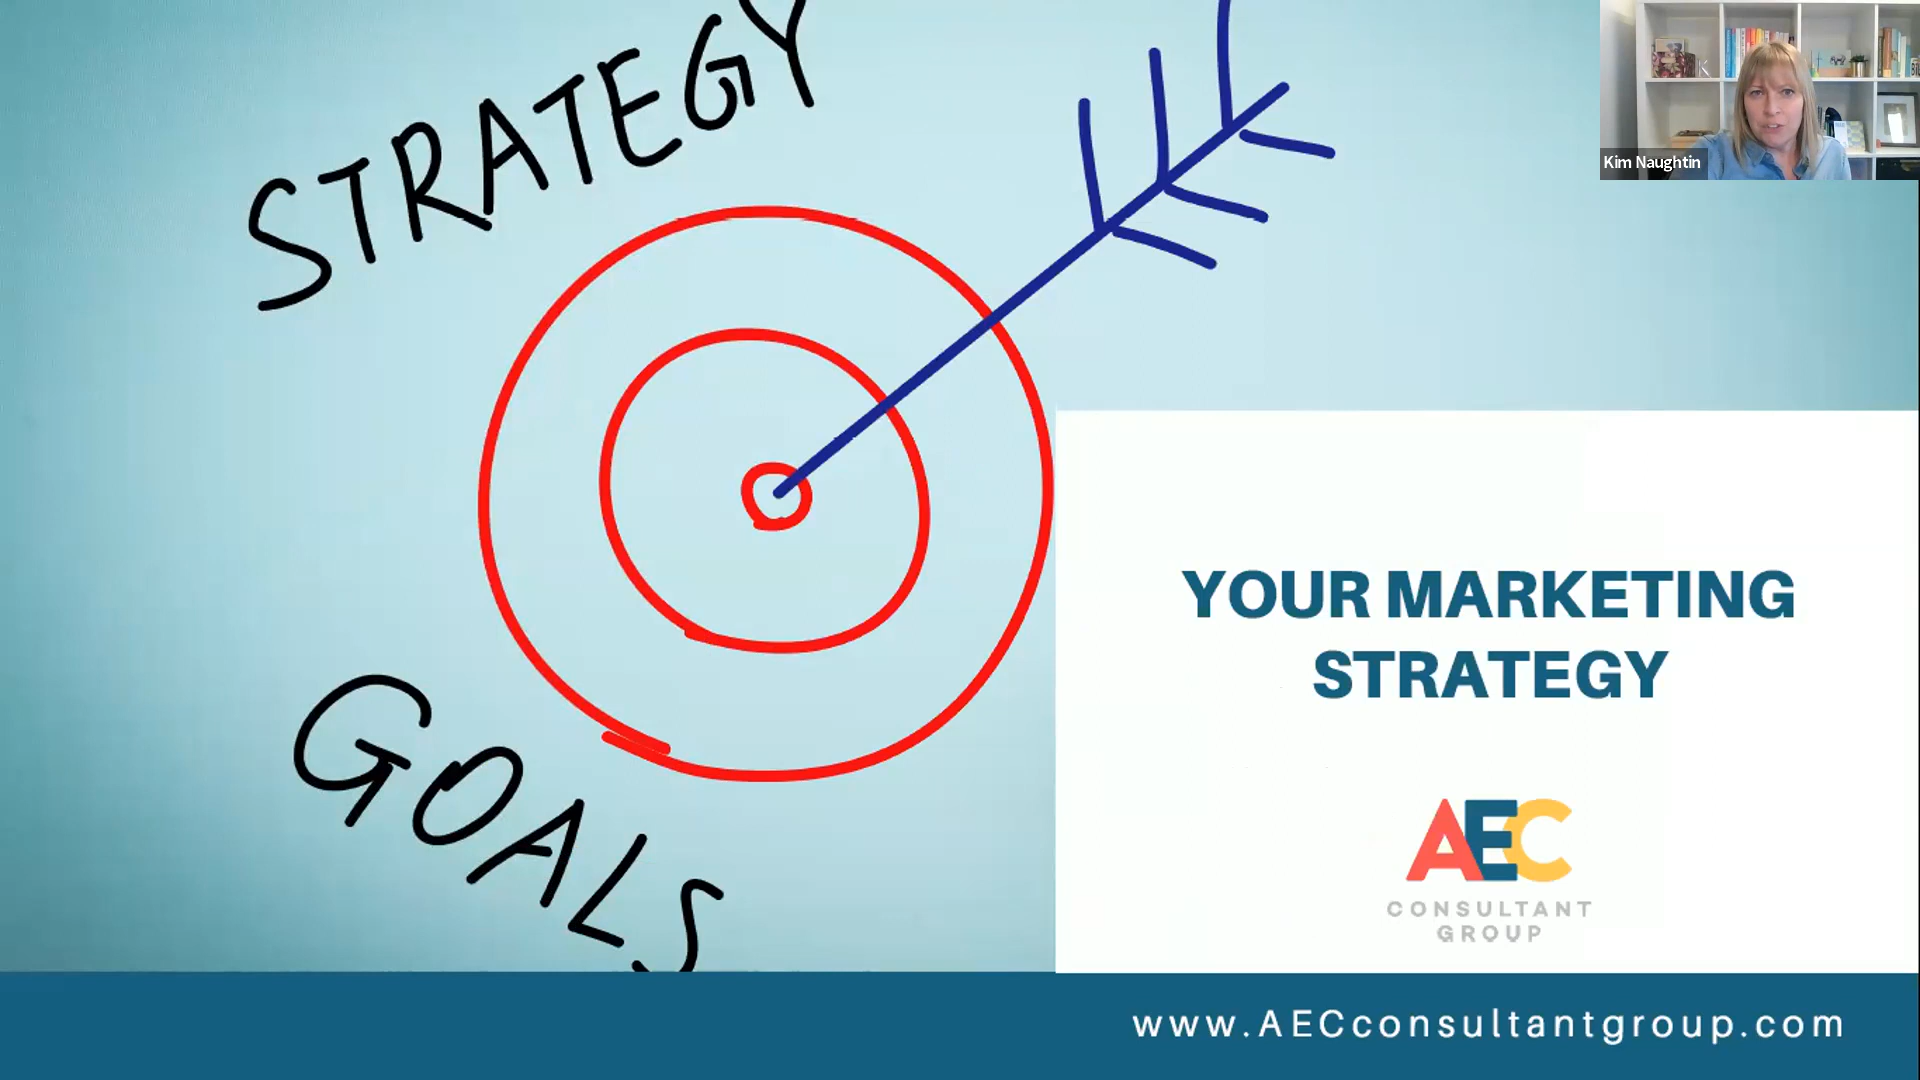 STRATEGY
Kim Naughtin
YOUR MARKETING
STRATEGY
GOALS
AEC
CONSULTANT
GROUP
www.AECconsultantgroup.com